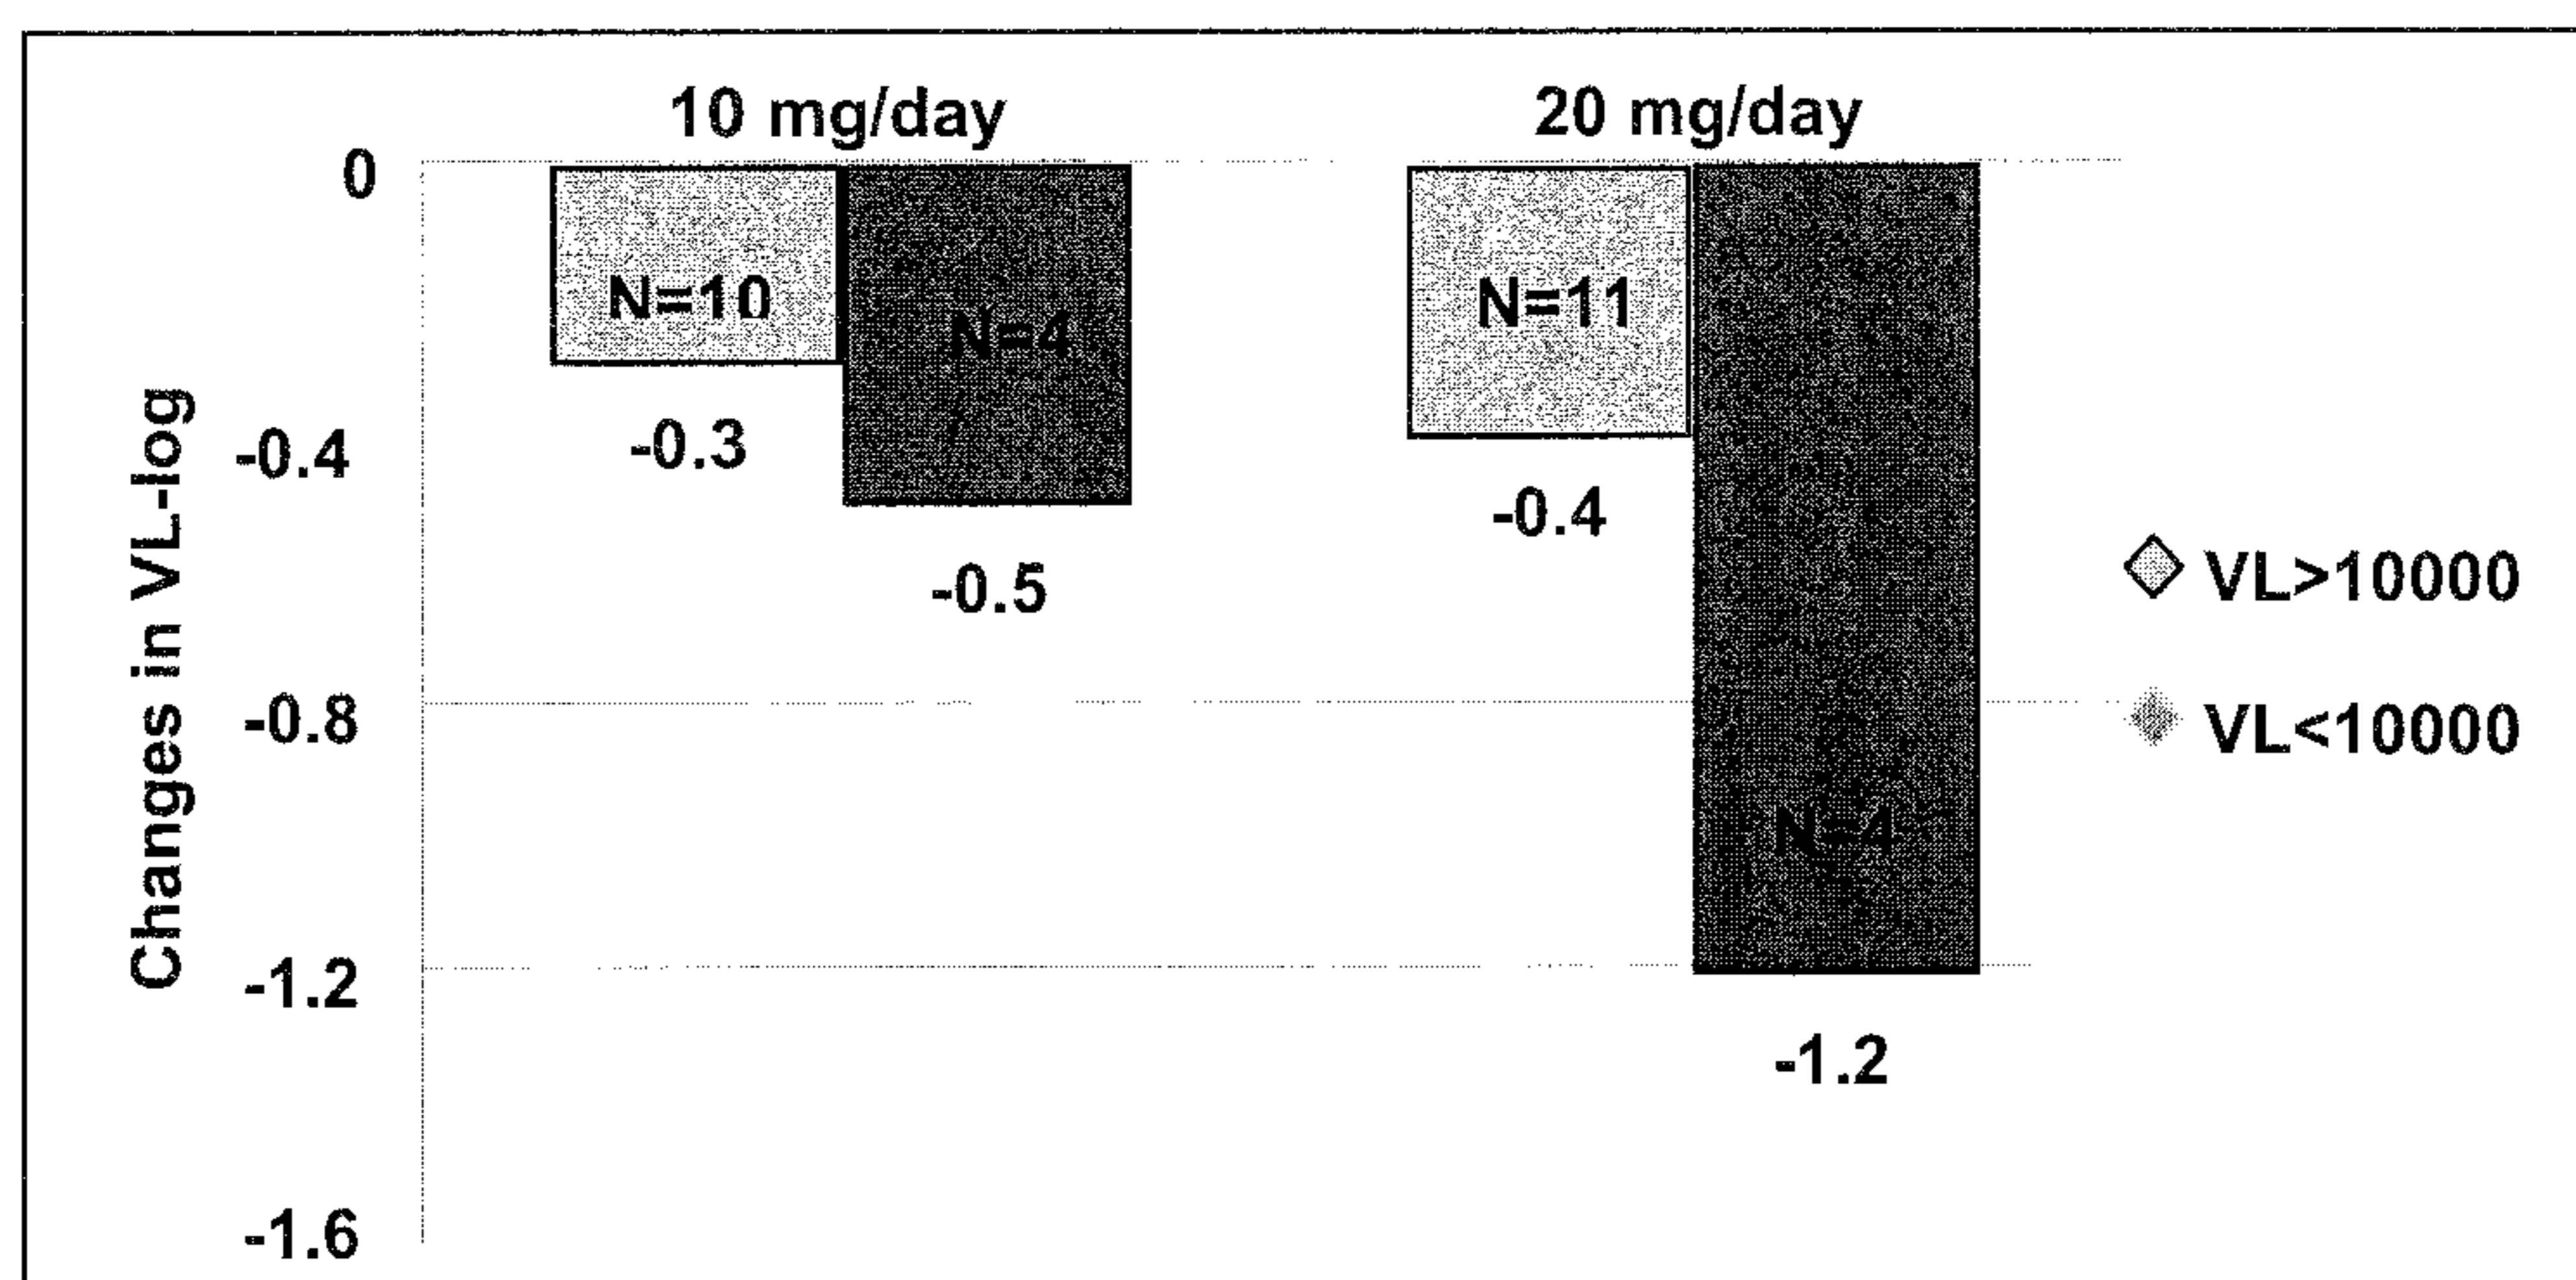 10 mg/day
20 mg/day
0
N=10
N=4
N=11
-0.3
-0.4
-0.4
-0.5
VL>10000
-0.8
VL<10000
N=4
-1.2
-1.2
-1.6
Changes in VL-log